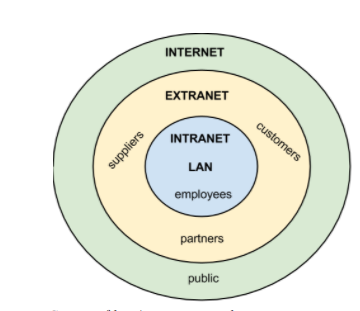 INTERNET
EXTRANET
suppliers
customers
INTRANET
LAN
employees
partners
public